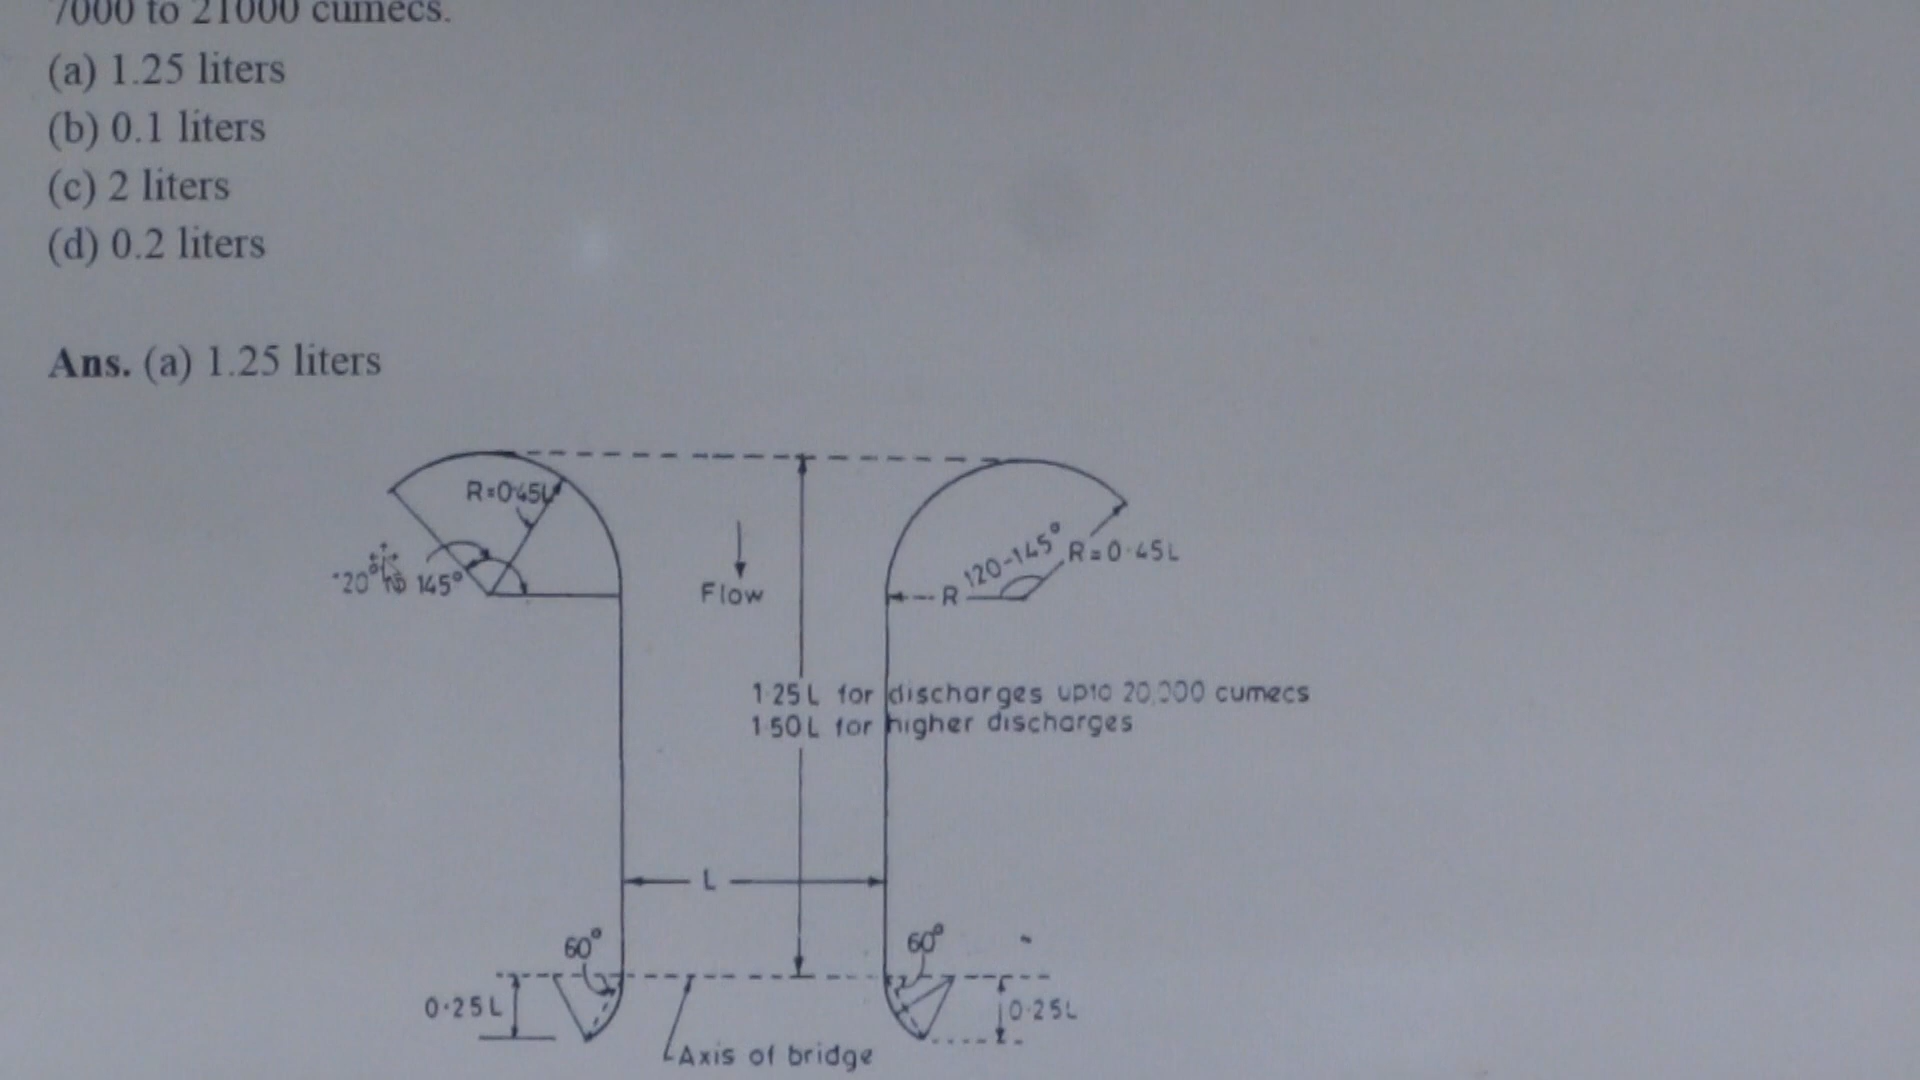 7000 to 21000 cumecs.
(a) 1.25 liters
(b) 0.1 liters
(c) 2 liters
(d) 0.2 liters
Ans. (a) 1.25 liters
R=0.45L
145°
Flow
120-145°
R=0.45L
R
1.25L for discharges upto 20,000 cumecs
1.50L for higher discharges
L
60°
60°
0.25L
0.25L
Axis of bridge